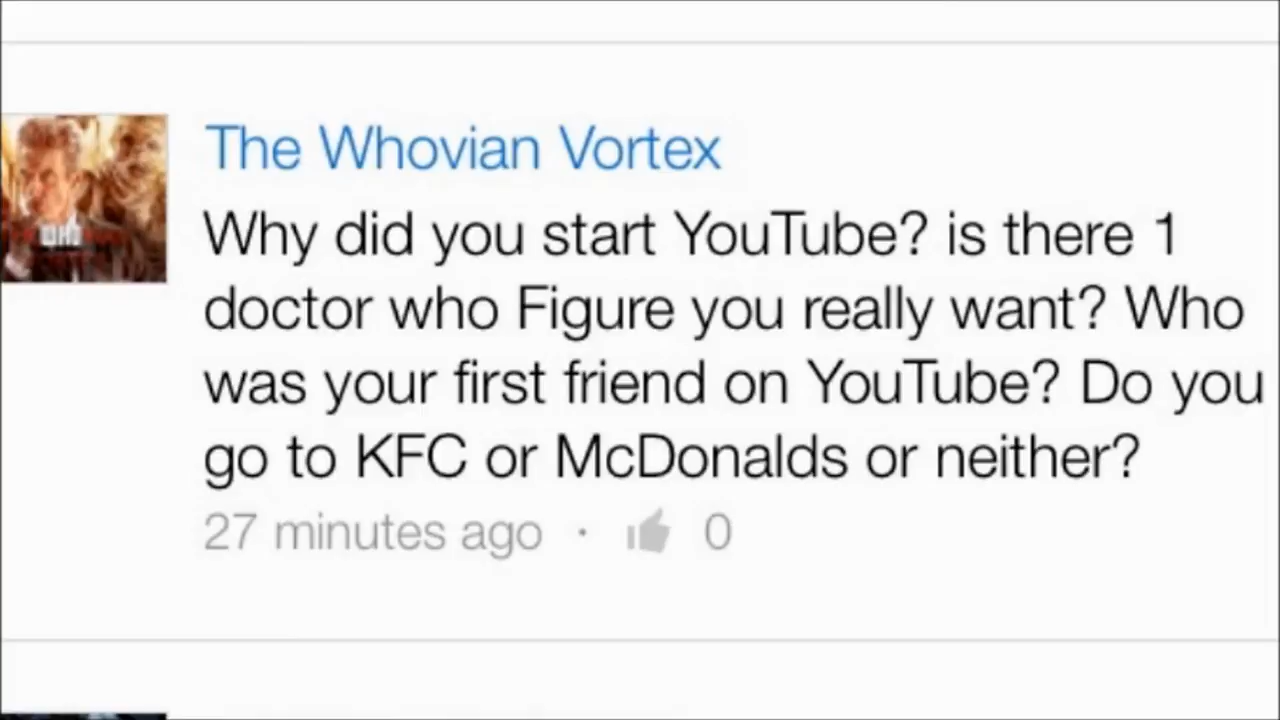 The Whovian Vortex
Why did you start YouTube? is there 1
doctor who Figure you really want? Who
was your first friend on YouTube? Do you
go to KFC or McDonalds or neither?
27 minutes ago · 0